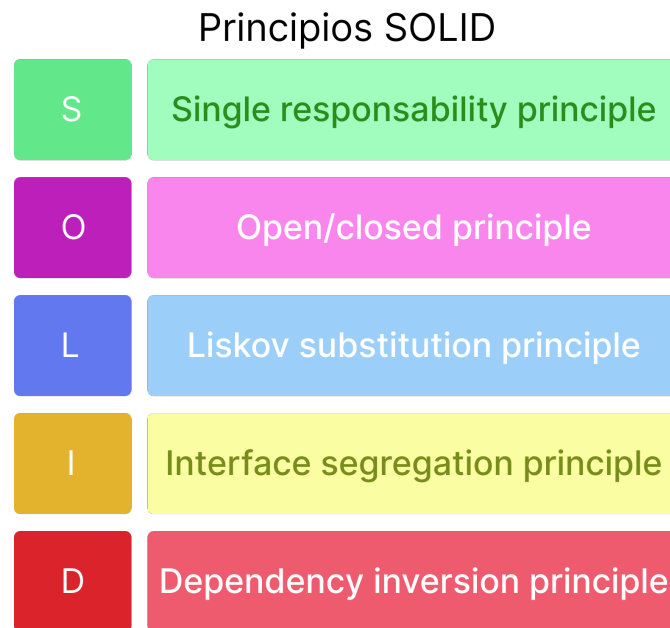 Principios SOLID
S Single responsability principle
O Open/closed principle
L Liskov substitution principle
I Interface segregation principle
D Dependency inversion principle